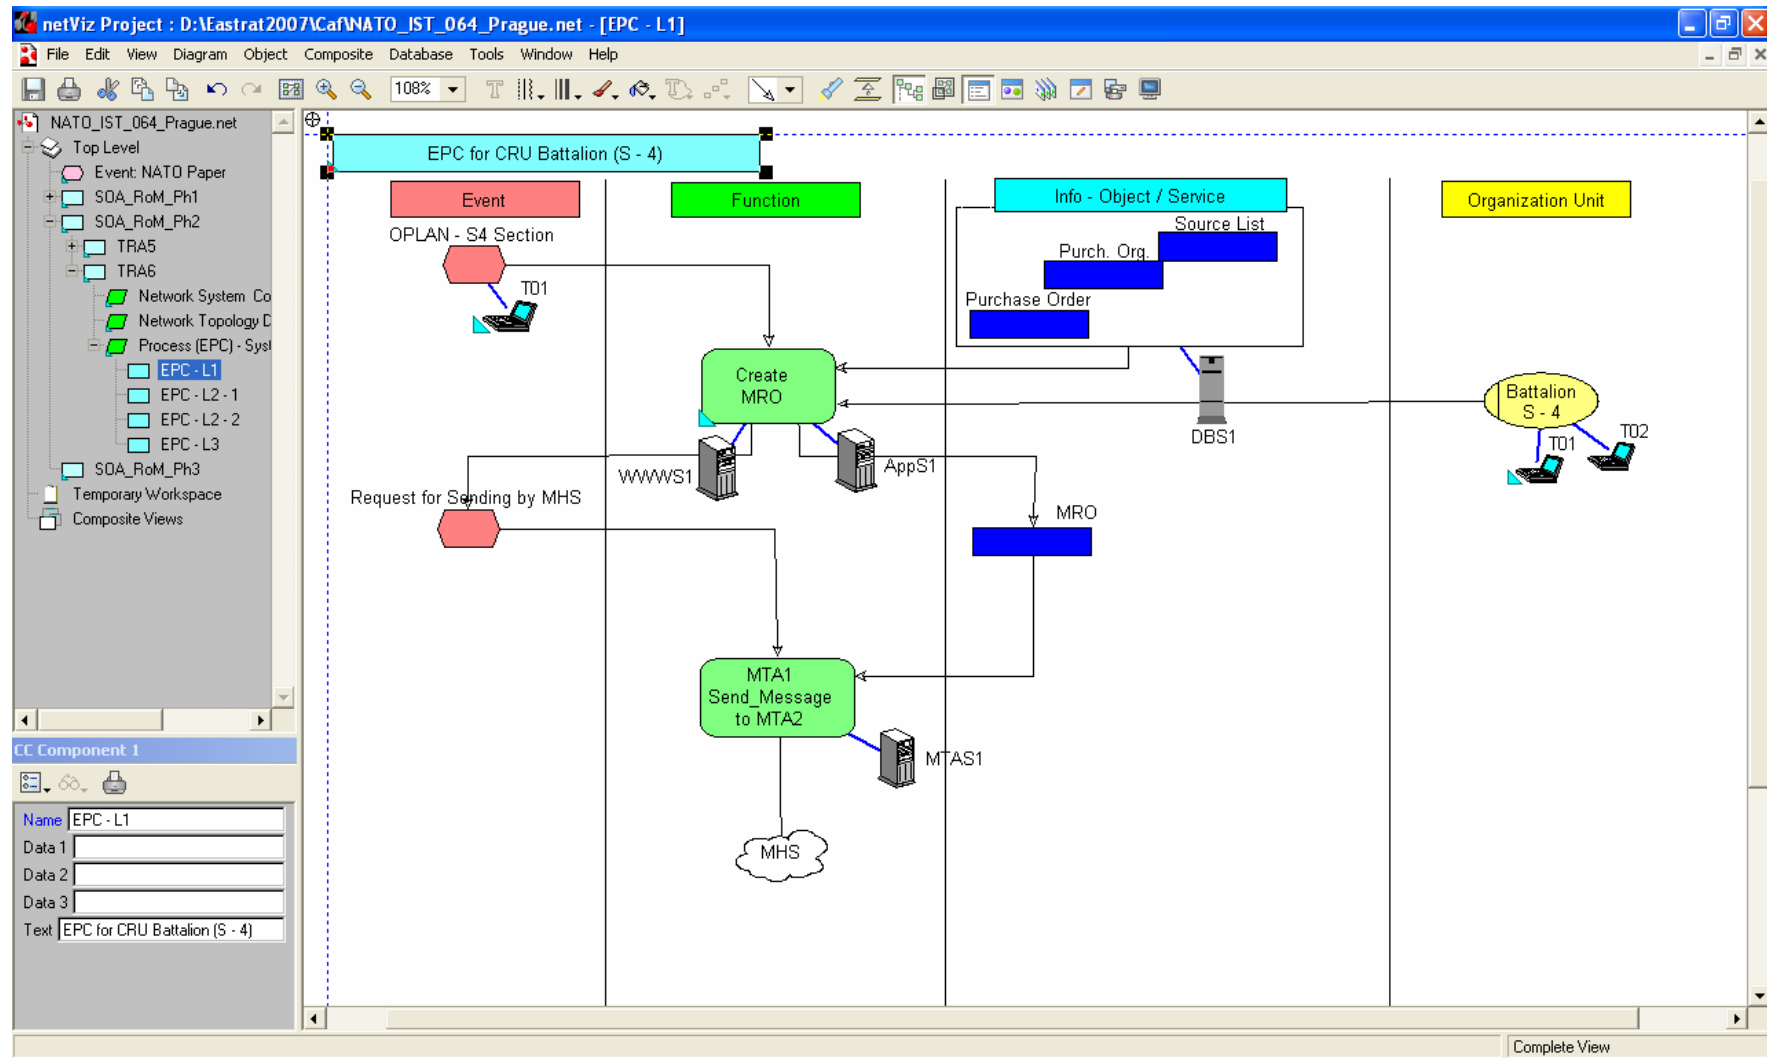 netViz Project : D:\Eastrat2007\Caf\NATO_IST_064_Prague.net - [EPC - L1]
File Edit View Diagram Object Composite Database Tools Window Help
108%
NATO_IST_064_Prague.net
Top Level
Event: NATO Paper
SOA_RoM_Ph1
SOA_RoM_Ph2
TRA5
TRA6
Network System Co
Network Topology D
Process (EPC) - Syst
EPC - L1
EPC - L2 - 1
EPC - L2 - 2
EPC - L3
SOA_RoM_Ph3
Temporary Workspace
Composite Views
CC Component 1
Name EPC - L1
Data 1
Data 2
Data 3
Text EPC for CRU Battalion (S - 4)
EPC for CRU Battalion (S - 4)
Event
Function
Info - Object / Service
Organization Unit
OPLAN - S4 Section
T01
Source List
Purch. Org.
Purchase Order
Create
MRO
DBS1
Battalion
S - 4
T01
T02
WWWS1
AppS1
Request for Sending by MHS
MRO
MTA1
Send_Message
to MTA2
MTAS1
MHS
Complete View